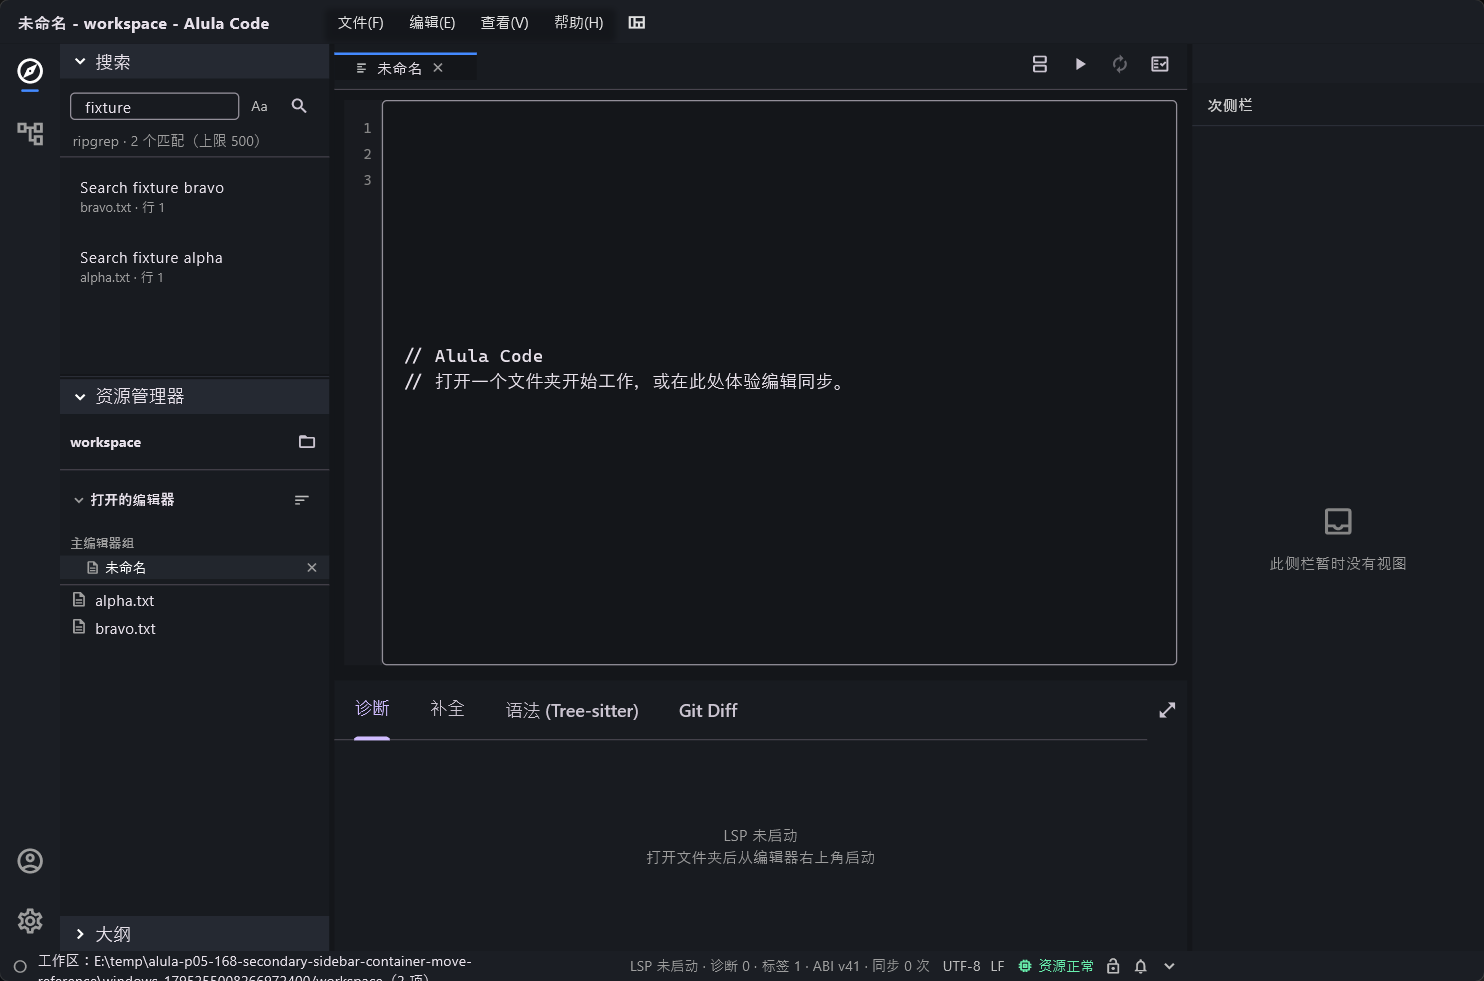 未命名 - workspace - Alula Code
文件(F) 编辑(E) 查看(V) 帮助(H)
搜索
fixture
Aa
ripgrep · 2 个匹配（上限 500）
Search fixture bravo
bravo.txt · 行 1
Search fixture alpha
alpha.txt · 行 1
资源管理器
workspace
打开的编辑器
主编辑器组
未命名
alpha.txt
bravo.txt
大纲
未命名
1
2
3
// Alula Code
// 打开一个文件夹开始工作，或在此处体验编辑同步。
诊断 补全 语法 (Tree-sitter) Git Diff
LSP 未启动
打开文件夹后从编辑器右上角启动
次侧栏
此侧栏暂时没有视图
工作区：E:\temp\alula-p05-168-secondary-sidebar-container-move-
reference\windows-1795255008266972400/workspace（2 项）
LSP 未启动 · 诊断 0 · 标签 1 · ABI v41 · 同步 0 次 UTF-8 LF 资源正常